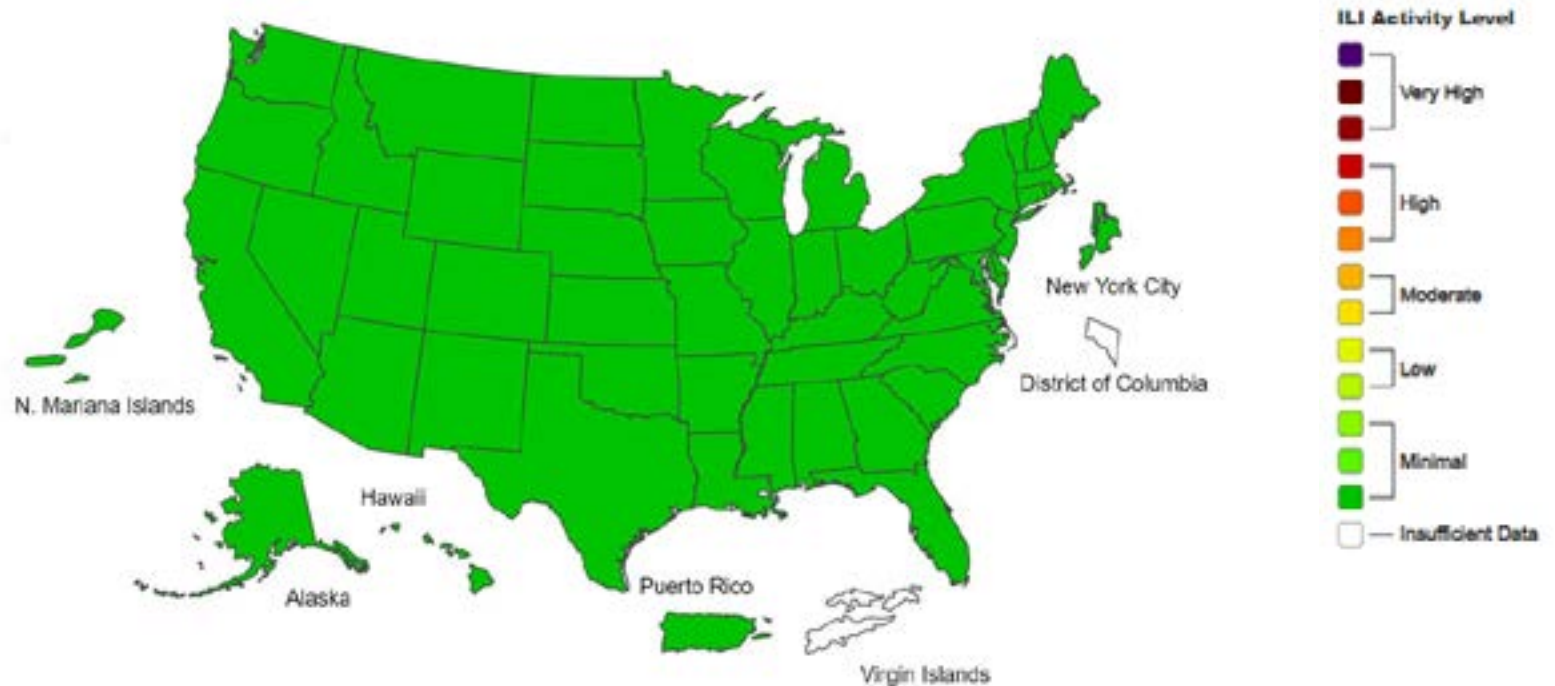 ILI Activity Level
Very High
High
Moderate
Low
Minimal
Insufficient Data
New York City
District of Columbia
N. Mariana Islands
Hawaii
Alaska
Puerto Rico
Virgin Islands